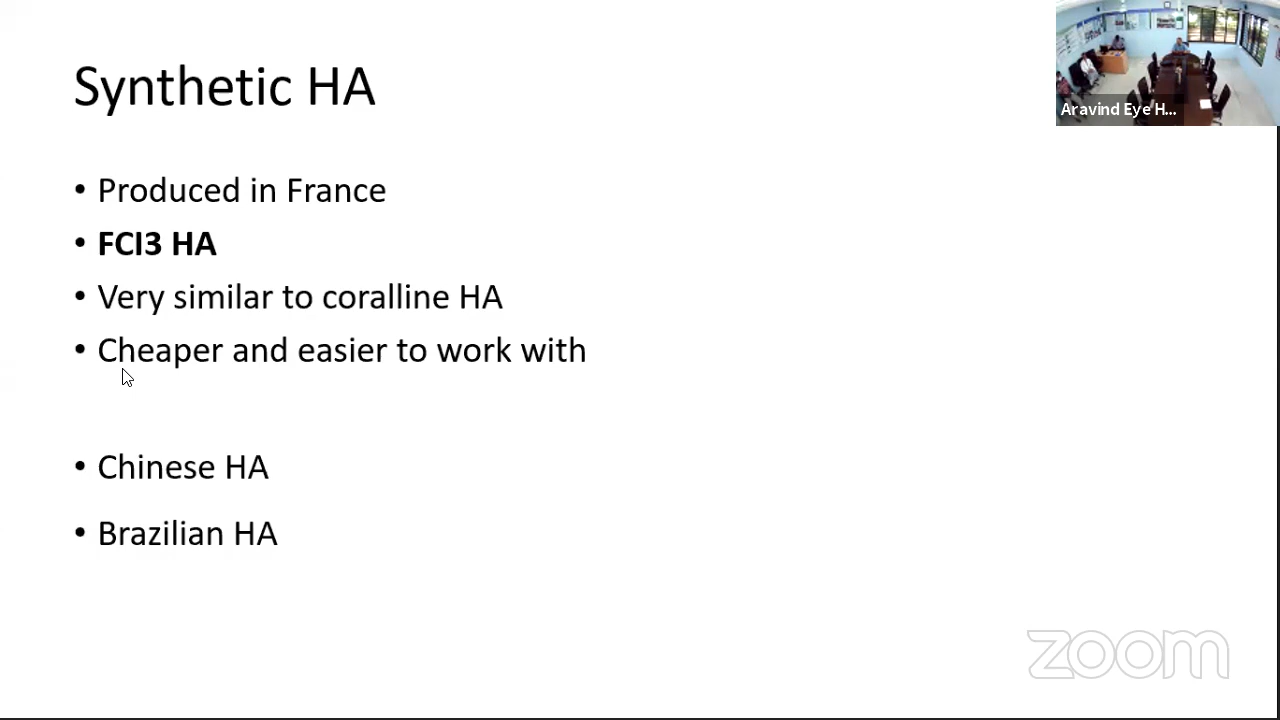 Synthetic HA
Aravind Eye H...
• Produced in France
• FCI3 HA
• Very similar to coralline HA
• Cheaper and easier to work with
• Chinese HA
• Brazilian HA
zoom